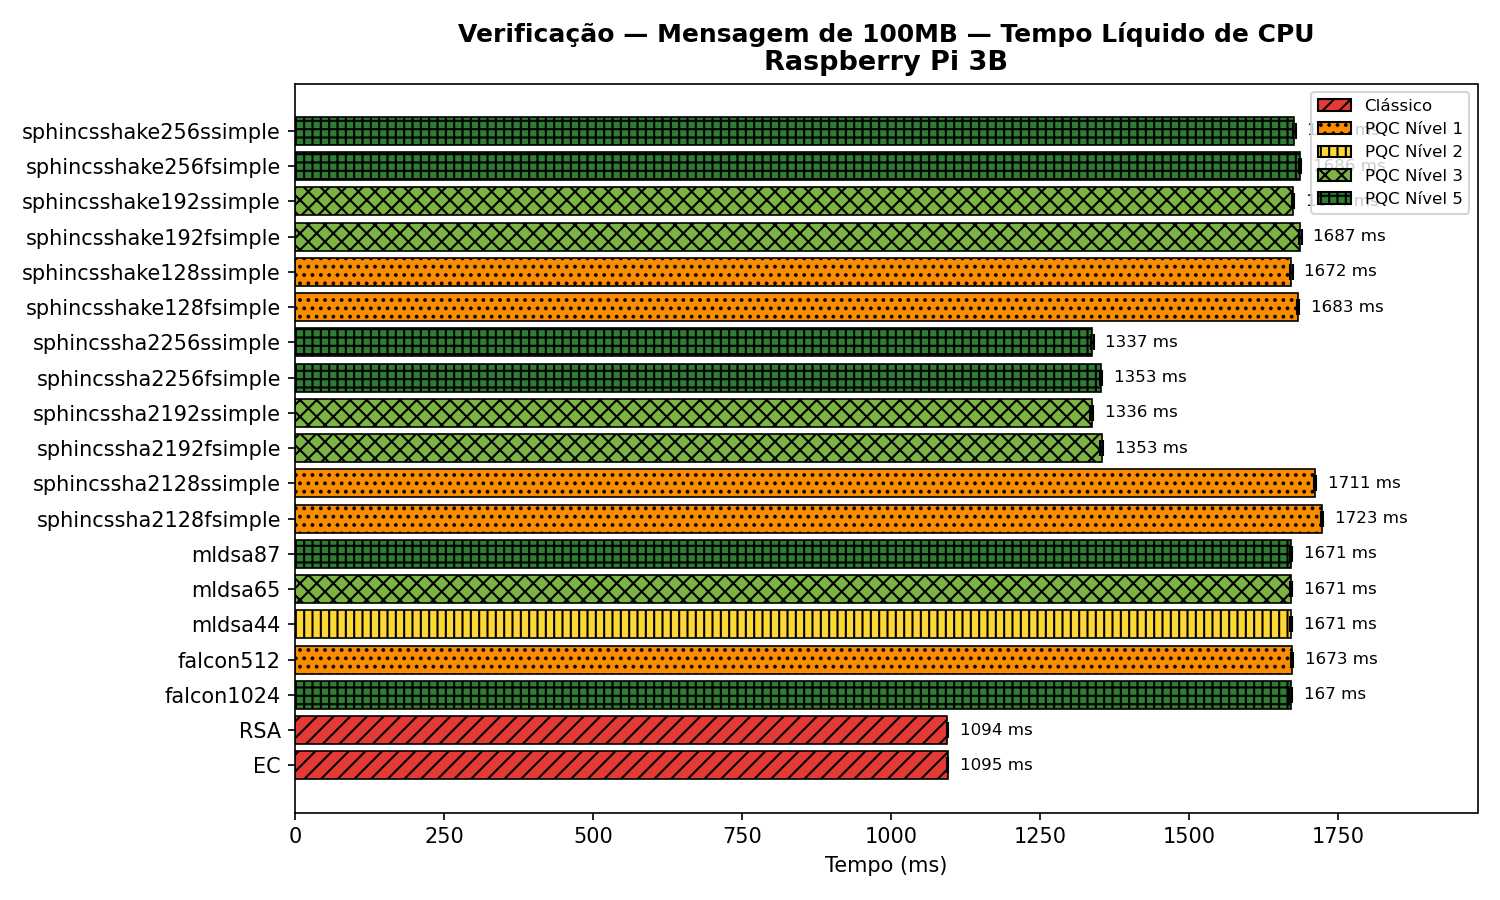 Verificação — Mensagem de 100MB — Tempo Líquido de CPU
Raspberry Pi 3B
Clássico
PQC Nível 1
PQC Nível 2
PQC Nível 3
PQC Nível 5
sphincsshake256ssimple
sphincsshake256fsimple 1686 ms
sphincsshake192ssimple
sphincsshake192fsimple 1687 ms
sphincsshake128ssimple 1672 ms
sphincsshake128fsimple 1683 ms
sphincssha2256ssimple 1337 ms
sphincssha2256fsimple 1353 ms
sphincssha2192ssimple 1336 ms
sphincssha2192fsimple 1353 ms
sphincssha2128ssimple 1711 ms
sphincssha2128fsimple 1723 ms
mldsa87 1671 ms
mldsa65 1671 ms
mldsa44 1671 ms
falcon512 1673 ms
falcon1024 167 ms
RSA 1094 ms
EC 1095 ms
0 250 500 750 1000 1250 1500 1750
Tempo (ms)